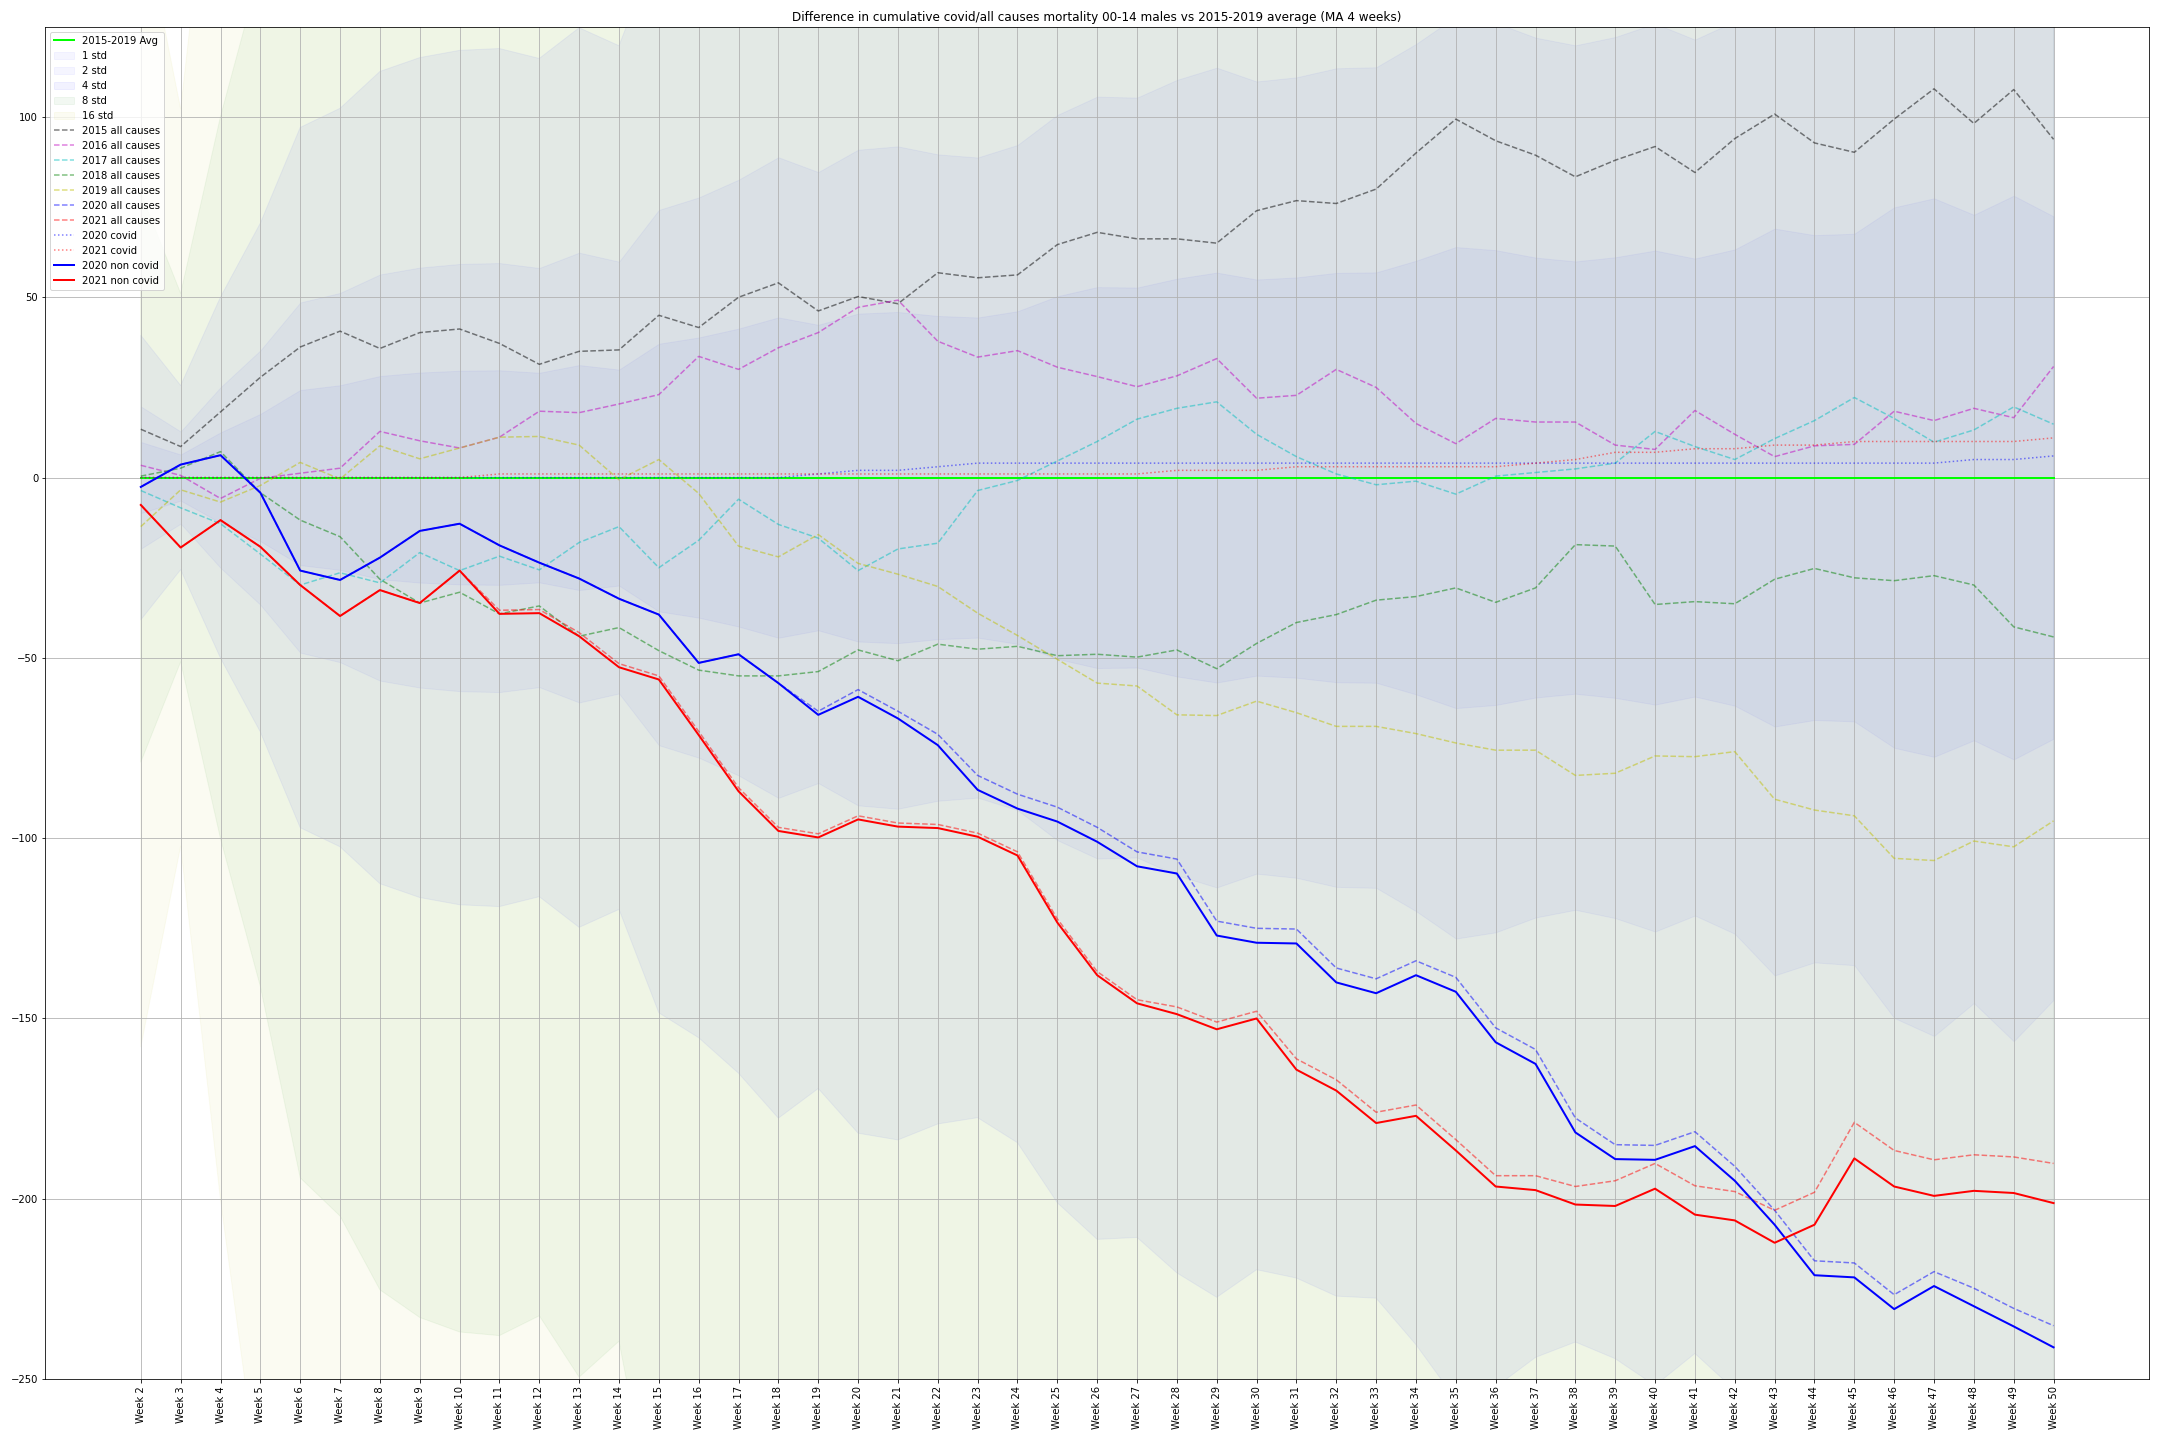 Difference in cumulative covid/all causes mortality 00-14 males vs 2015-2019 average (MA 4 weeks)
2015-2019 Avg
1 std
2 std
4 std
8 std
16 std
2015 all causes
2016 all causes
2017 all causes
2018 all causes
2019 all causes
2020 all causes
2021 all causes
2020 covid
2021 covid
2020 non covid
2021 non covid
100
50
0
−50
−100
−150
−200
−250
Week 2
Week 3
Week 4
Week 5
Week 6
Week 7
Week 8
Week 9
Week 10
Week 11
Week 12
Week 13
Week 14
Week 15
Week 16
Week 17
Week 18
Week 19
Week 20
Week 21
Week 22
Week 23
Week 24
Week 25
Week 26
Week 27
Week 28
Week 29
Week 30
Week 31
Week 32
Week 33
Week 34
Week 35
Week 36
Week 37
Week 38
Week 39
Week 40
Week 41
Week 42
Week 43
Week 44
Week 45
Week 46
Week 47
Week 48
Week 49
Week 50